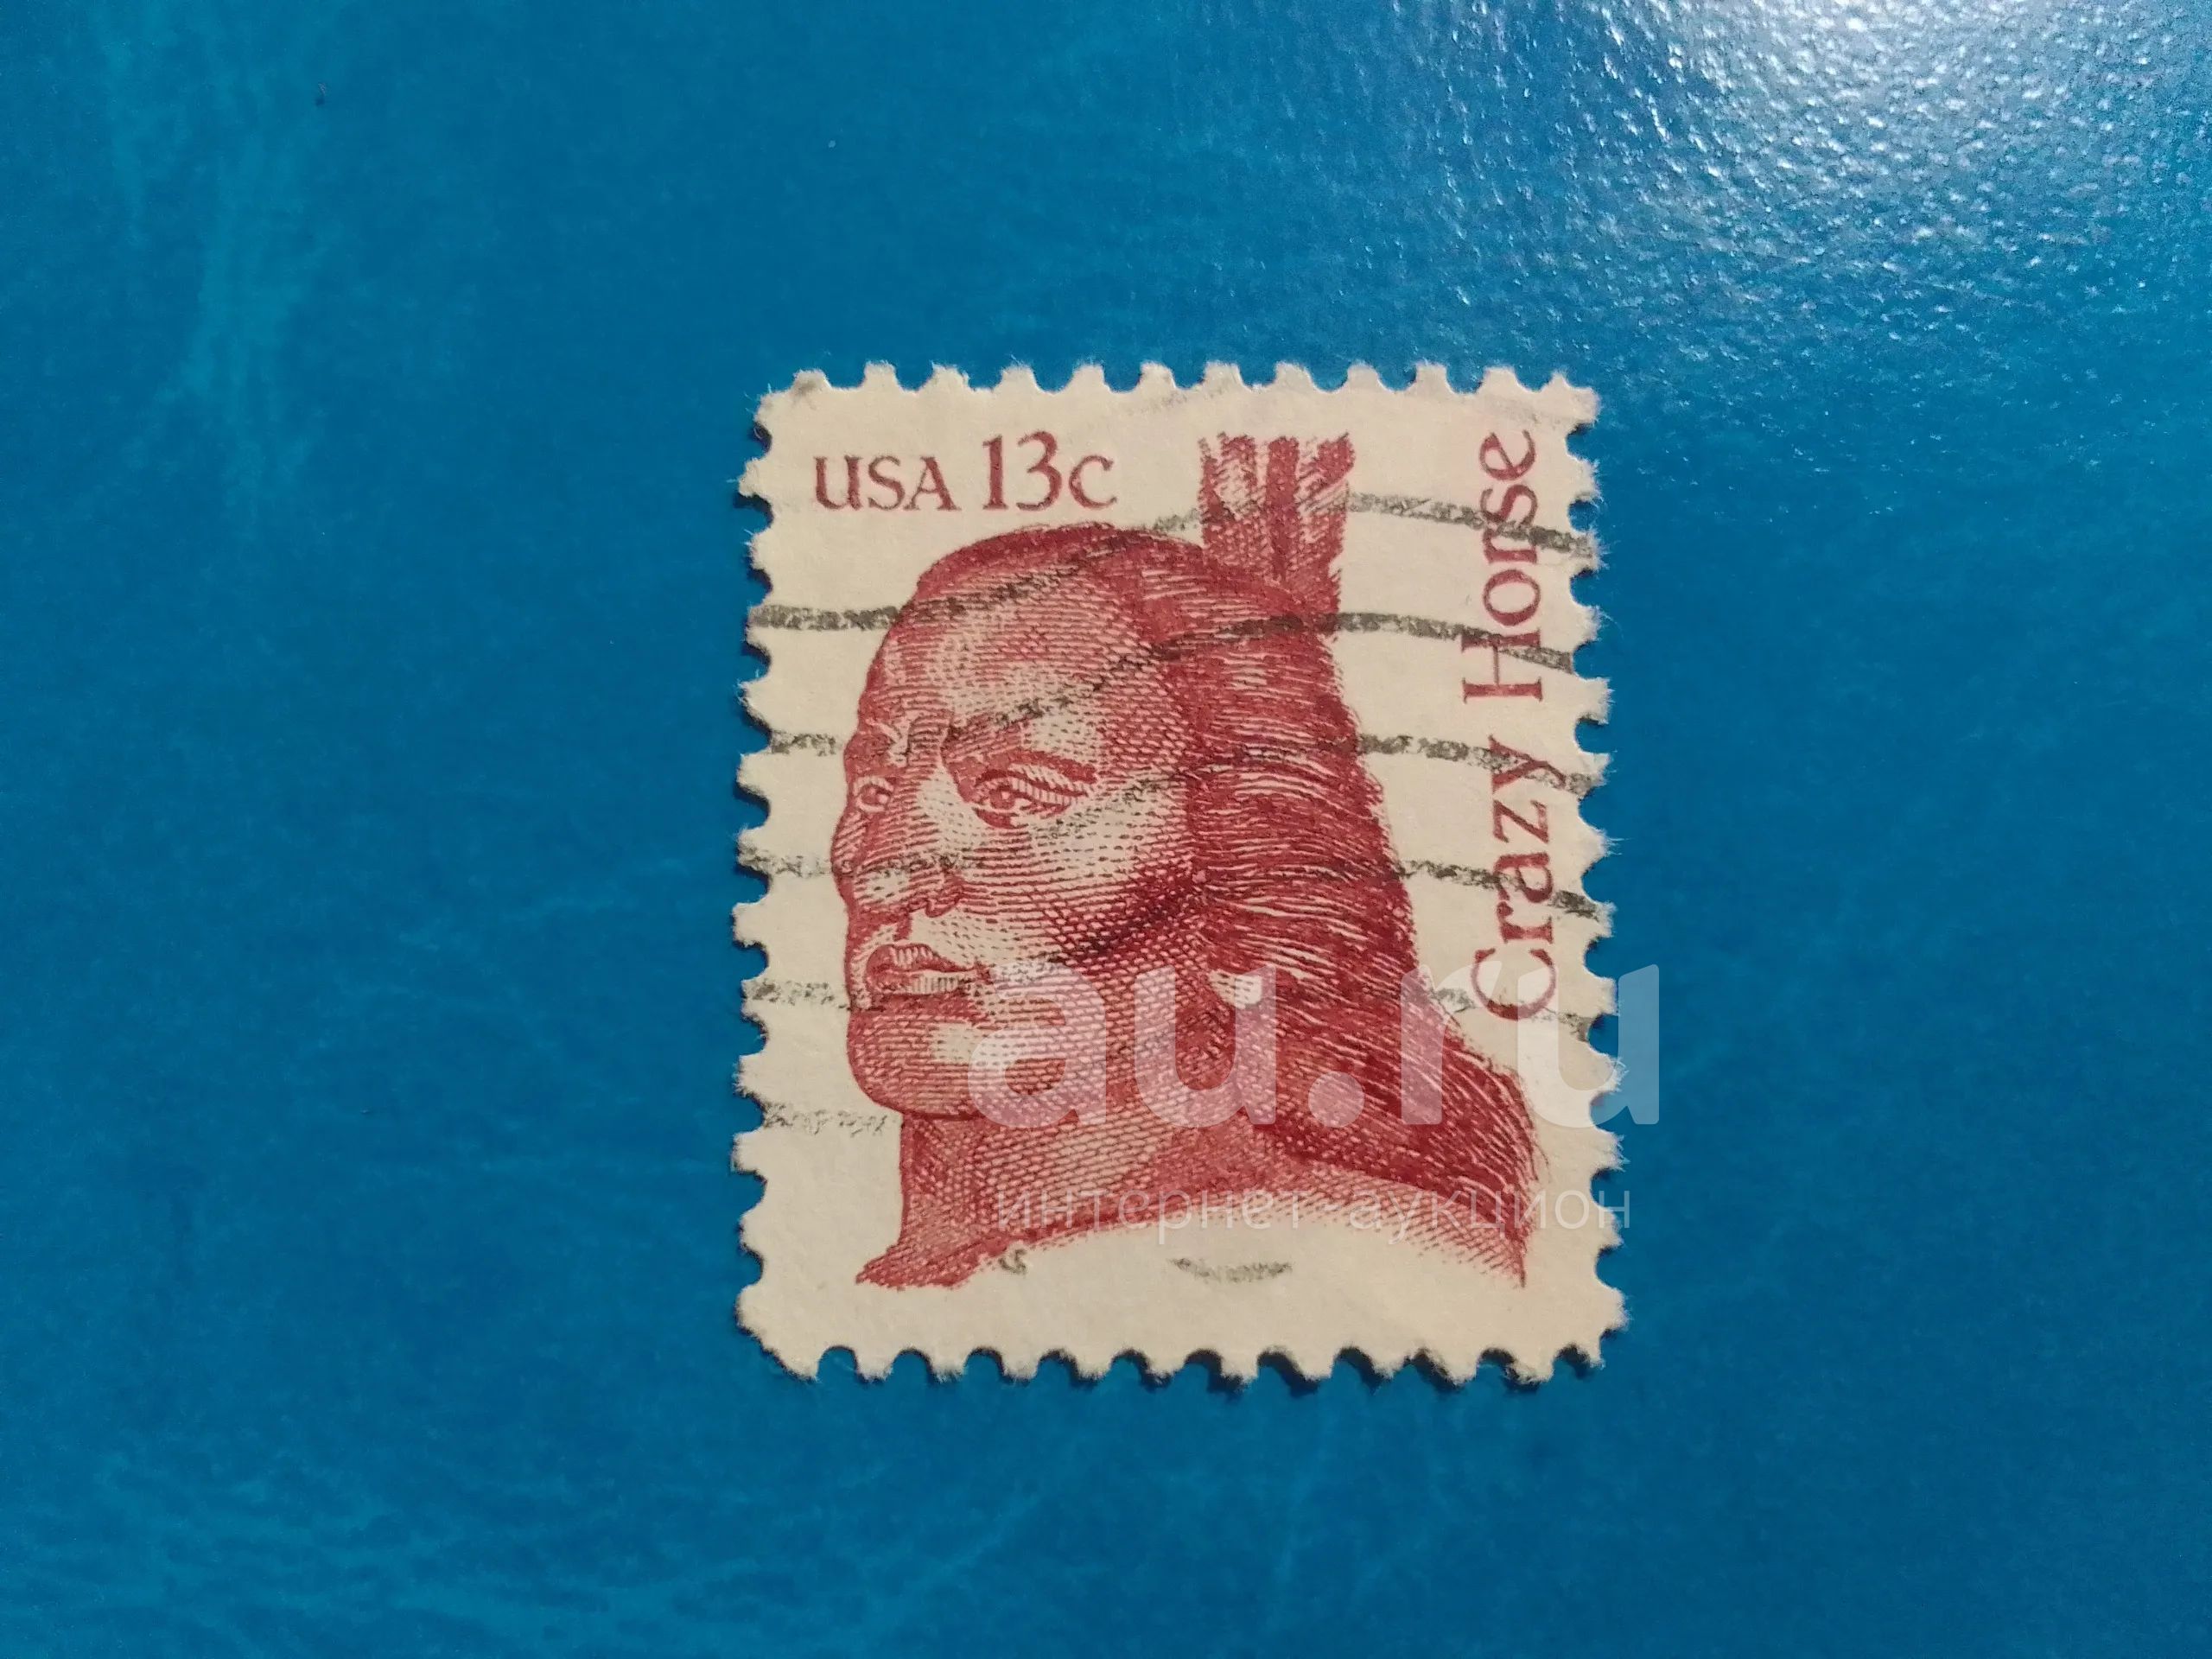 USA 13c
Crazy Horse
au.ru
интернет-аукцион